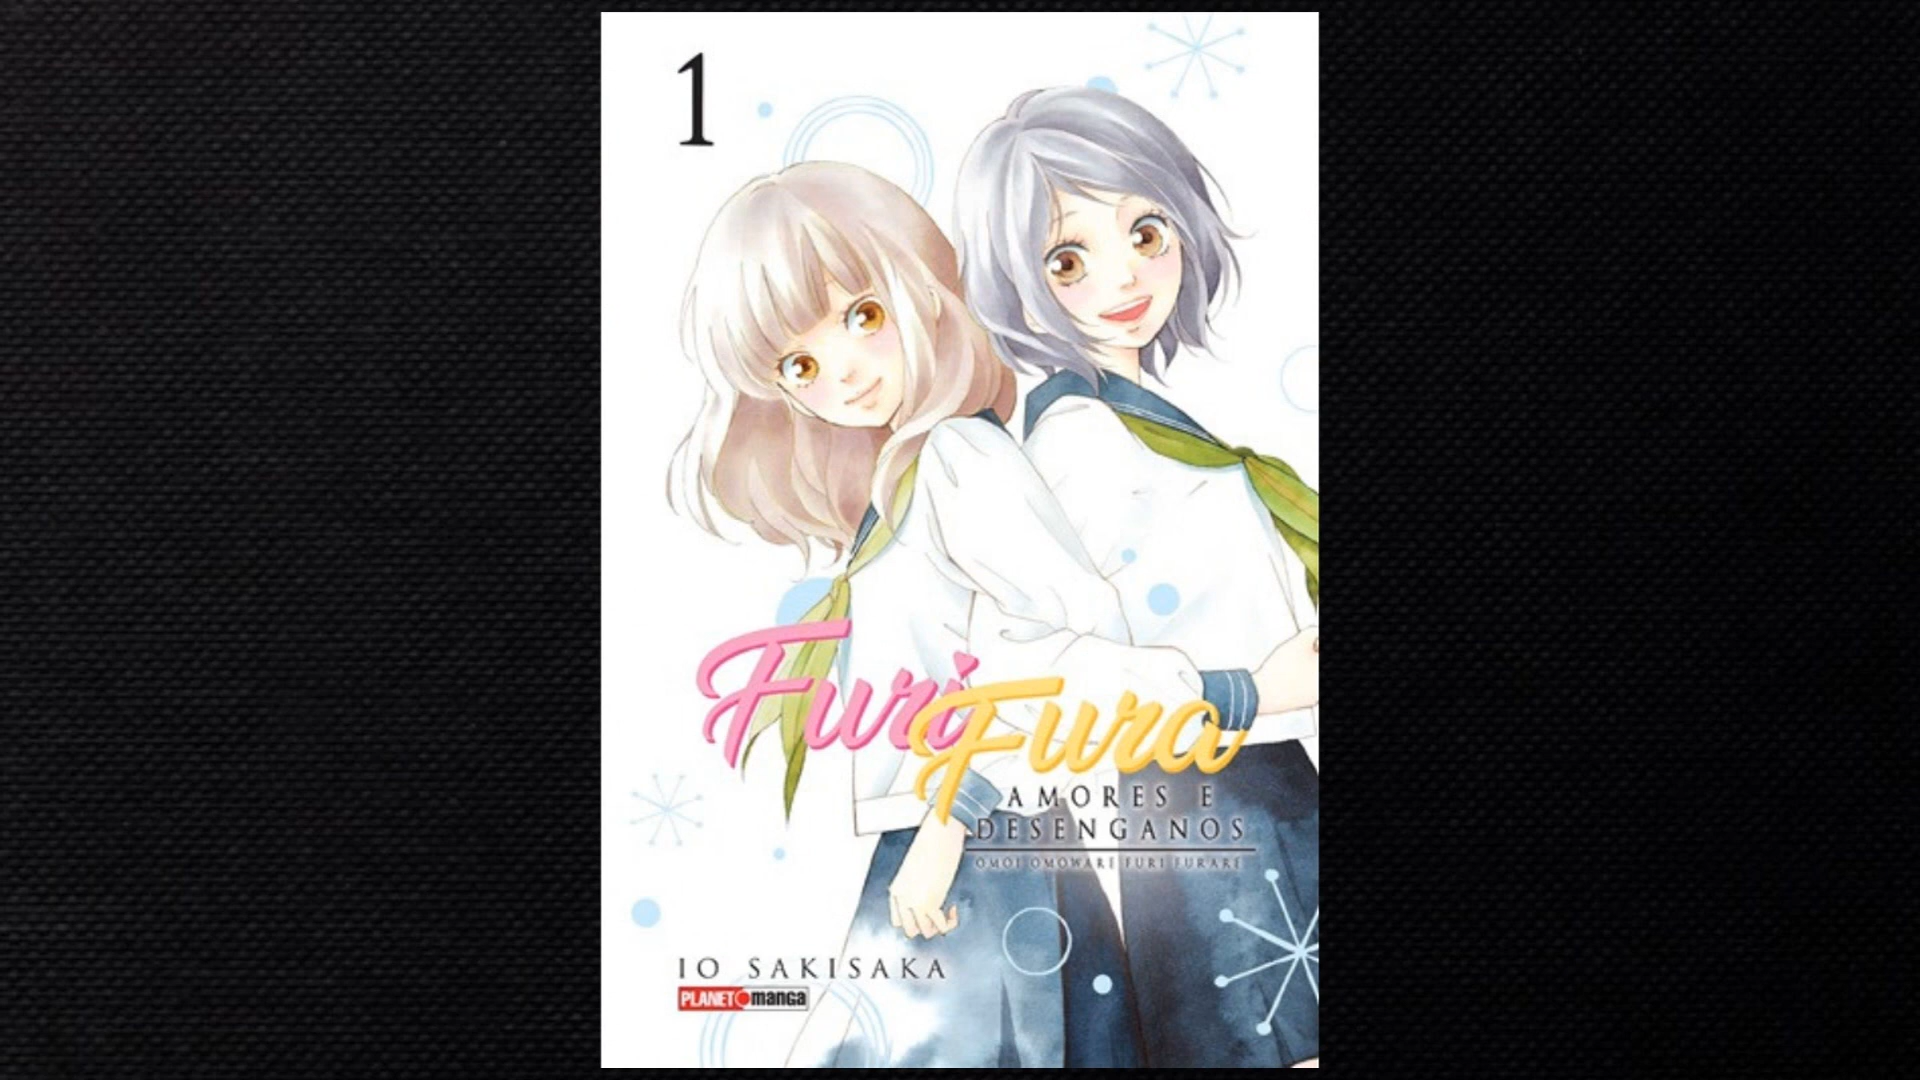 1
Furi
Fura
AMORES E
DESENGANOS
OMOI OMOWARE FURI FURARE
IO SAKISAKA
PLANET manga